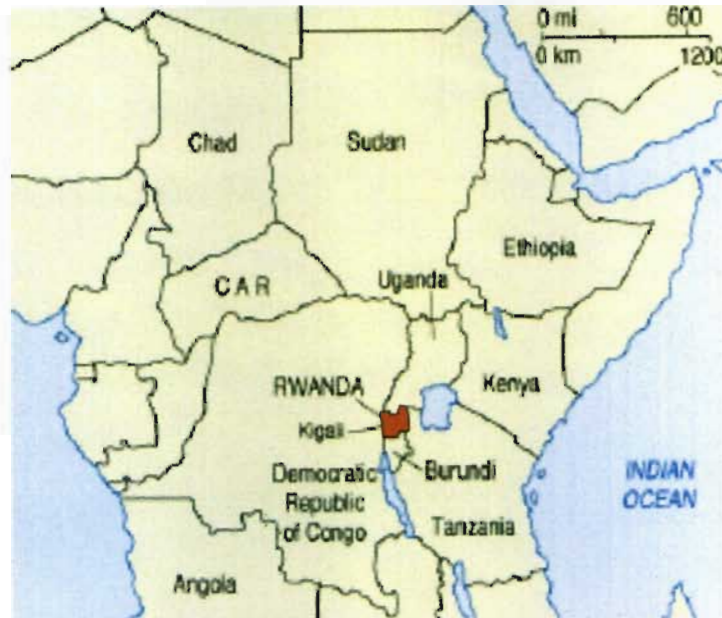 0 mi 600
0 km 1200
Chad
Sudan
Ethiopia
CAR
Uganda
RWANDA
Kenya
Kigali
Democratic
Republic
of Congo
Burundi
INDIAN
OCEAN
Tanzania
Angola